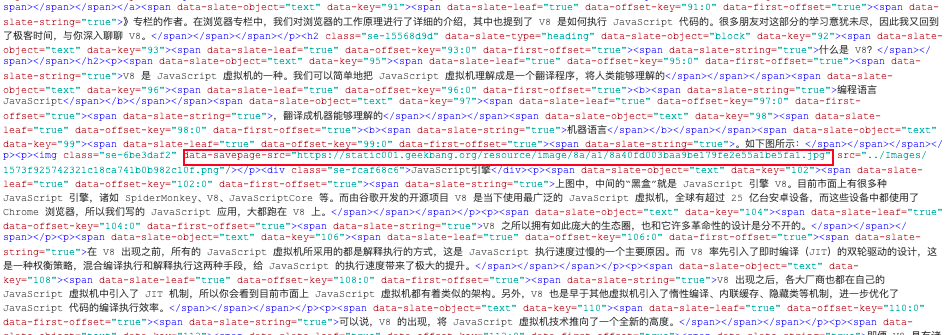 <span data-slate-object="text" data-key="91"><span data-slate-leaf="true" data-offset-key="91:0" data-first-offset="true"><span data-slate-
string="true">》专栏的作者。在浏览器专栏中，我们对浏览器的工作原理进行了详细的介绍，其中也提到了 V8 是如何执行 JavaScript 代码的。很多朋友对这部分的学习意犹未尽，因此我又回到
了极客时间，与你深入聊聊 V8。</span></span></span></p><h2 class="se-15568d9d" data-slate-type="heading" data-slate-object="block" data-key="92"><span data-slate-
object="text" data-key="93"><span data-slate-leaf="true" data-offset-key="93:0" data-first-offset="true"><span data-slate-string="true">什么是 V8？</span></
span></span></h2><p><span data-slate-object="text" data-key="95"><span data-slate-leaf="true" data-offset-key="95:0" data-first-offset="true"><span data-
slate-string="true">V8 是 JavaScript 虚拟机的一种。我们可以简单地把 JavaScript 虚拟机理解成是一个翻译程序，将人类能够理解的</span></span></span><span data-slate-
object="text" data-key="96"><span data-slate-leaf="true" data-offset-key="96:0" data-first-offset="true"><b><span data-slate-string="true">编程语言
JavaScript</span></b></span></span><span data-slate-object="text" data-key="97"><span data-slate-leaf="true" data-offset-key="97:0" data-first-
offset="true"><span data-slate-string="true">，翻译成机器能够理解的</span></span></span><span data-slate-object="text" data-key="98"><span data-slate-
leaf="true" data-offset-key="98:0" data-first-offset="true"><b><span data-slate-string="true">机器语言</span></b></span></span><span data-slate-object="text"
data-key="99"><span data-slate-leaf="true" data-offset-key="99:0" data-first-offset="true"><span data-slate-string="true">。如下图所示：</span></span></span></
p><p><img class="se-6be3daf2" data-savepage-src="https://static001.geekbang.org/resource/image/8a/a1/8a40fd003baa9be179fe2e55a1be5fa1.jpg" src="../Images/
1573f925742321c18ca741b0b982c10f.png"/></p><div class="se-fcaf68c6">JavaScript引擎</div><p><span data-slate-object="text" data-key="102"><span data-slate-leaf="true" data-offset-
key="102:0" data-first-offset="true"><span data-slate-string="true">上图中，中间的“黑盒”就是 JavaScript 引擎 V8。目前市面上有很多种
JavaScript 引擎，诸如 SpiderMonkey、V8、JavaScriptCore 等。而由谷歌开发的开源项目 V8 是当下使用最广泛的 JavaScript 虚拟机，全球有超过 25 亿台安卓设备，而这些设备中都使用了
Chrome 浏览器，所以我们写的 JavaScript 应用，大都跑在 V8 上。</span></span></span></p><p><span data-slate-object="text" data-key="104"><span data-slate-leaf="true"
data-offset-key="104:0" data-first-offset="true"><span data-slate-string="true">V8 之所以拥有如此庞大的生态圈，也和它许多革命性的设计是分不开的。</span></span></
span></p><p><span data-slate-object="text" data-key="106"><span data-slate-leaf="true" data-offset-key="106:0" data-first-offset="true"><span data-slate-
string="true">在 V8 出现之前，所有的 JavaScript 虚拟机所采用的都是解释执行的方式，这是 JavaScript 执行速度过慢的一个主要原因。而 V8 率先引入了即时编译（JIT）的双轮驱动的设计，这
是一种权衡策略，混合编译执行和解释执行这两种手段，给 JavaScript 的执行速度带来了极大的提升。</span></span></span></p><p><span data-slate-object="text" data-
key="108"><span data-slate-leaf="true" data-offset-key="108:0" data-first-offset="true"><span data-slate-string="true">V8 出现之后，各大厂商也都在自己的
JavaScript 虚拟机中引入了 JIT 机制，所以你会看到目前市面上 JavaScript 虚拟机都有着类似的架构。另外，V8 也是早于其他虚拟机引入了惰性编译、内联缓存、隐藏类等机制，进一步优化了
JavaScript 代码的编译执行效率。</span></span></span></p><p><span data-slate-object="text" data-key="110"><span data-slate-leaf="true" data-offset-key="110:0"
data-first-offset="true"><span data-slate-string="true">可以说，V8 的出现，将 JavaScript 虚拟机技术推向了一个全新的高度。</span></span></span></p><p><span data-slate-